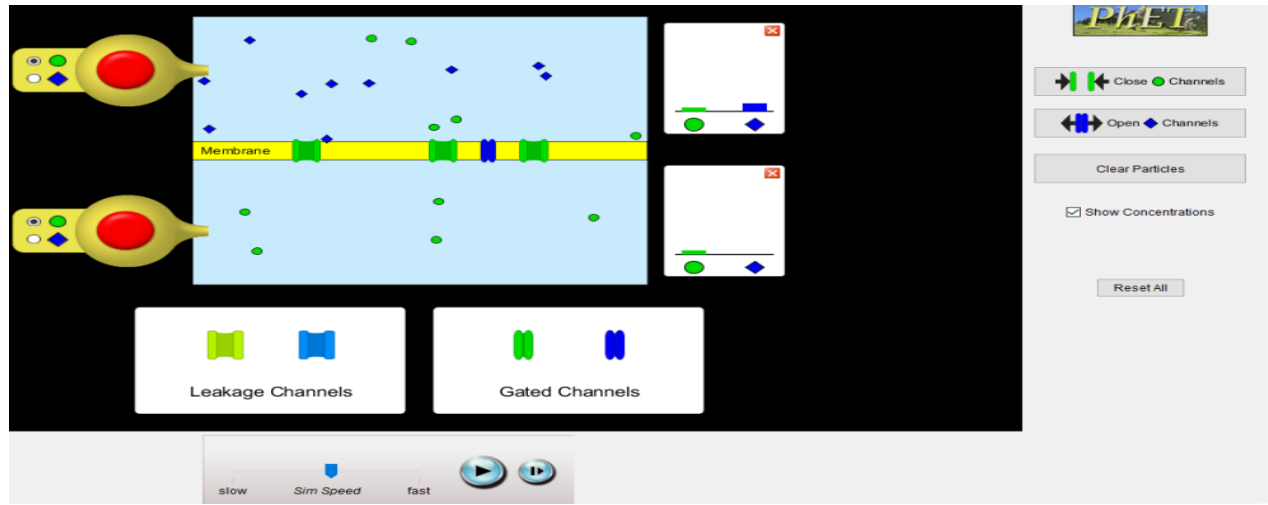 PhET
Close Channels
Open Channels
Clear Particles
Show Concentrations
Reset All
Membrane
Leakage Channels
Gated Channels
slow
Sim Speed
fast